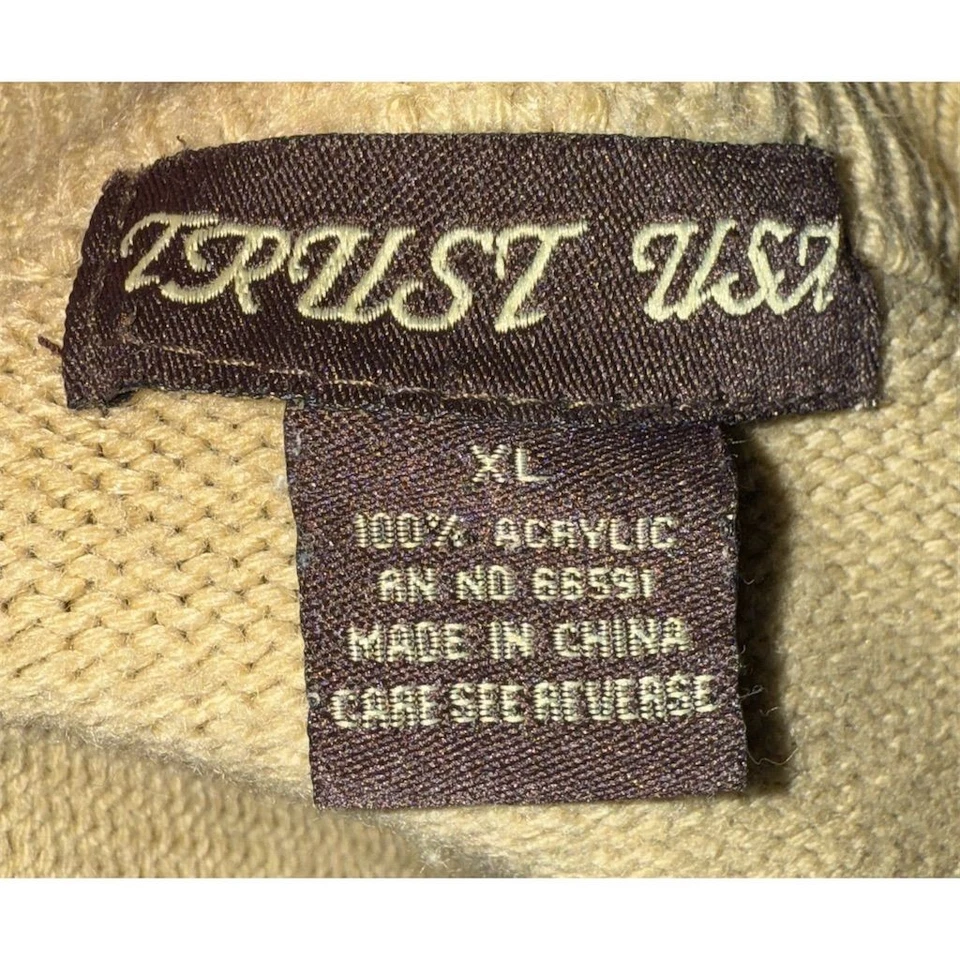 TRUST USA
XL
100% ACRYLIC
RN NO 66591
MADE IN CHINA
CARE SEE REVERSE